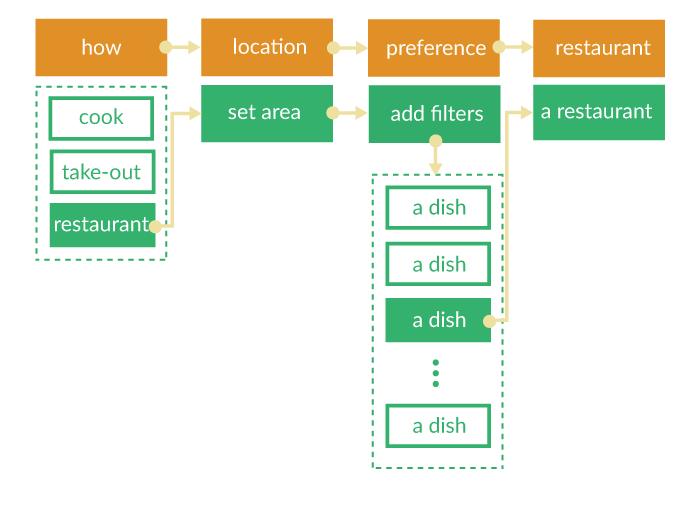 how
location
preference
restaurant
cook
take-out
restaurant
set area
add filters
a dish
a dish
a dish
a dish
a restaurant